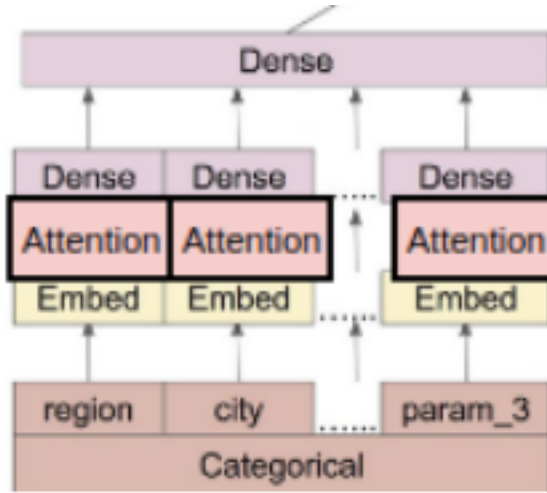 Dense
Dense Dense Dense
Attention Attention Attention
Embed Embed Embed
region city param_3
Categorical